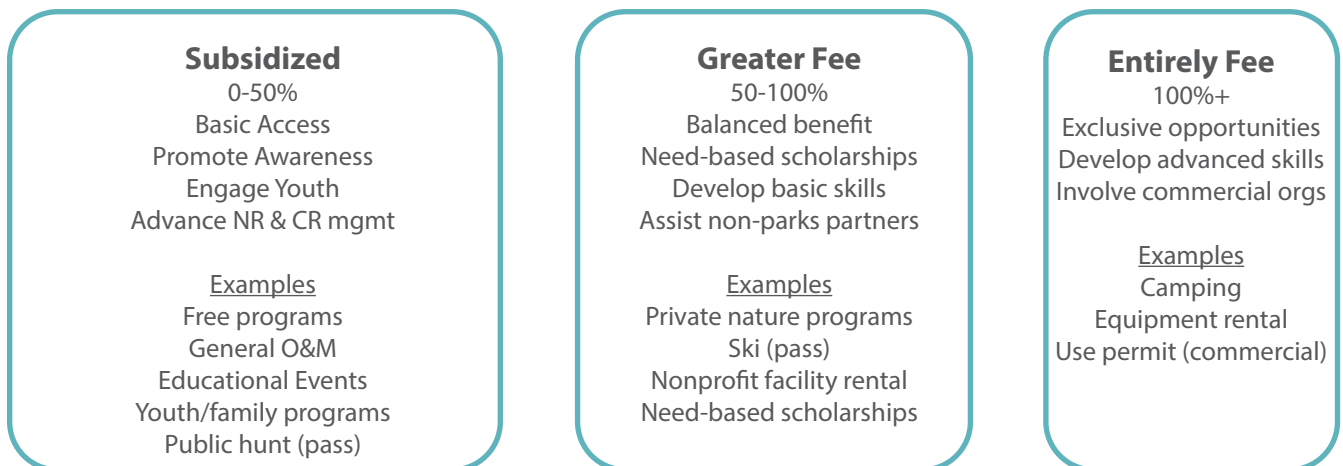 Subsidized
0-50%
Basic Access
Promote Awareness
Engage Youth
Advance NR & CR mgmt
Examples
Free programs
General O&M
Educational Events
Youth/family programs
Public hunt (pass)
Greater Fee
50-100%
Balanced benefit
Need-based scholarships
Develop basic skills
Assist non-parks partners
Examples
Private nature programs
Ski (pass)
Nonprofit facility rental
Need-based scholarships
Entirely Fee
100%+
Exclusive opportunities
Develop advanced skills
Involve commercial orgs
Examples
Camping
Equipment rental
Use permit (commercial)